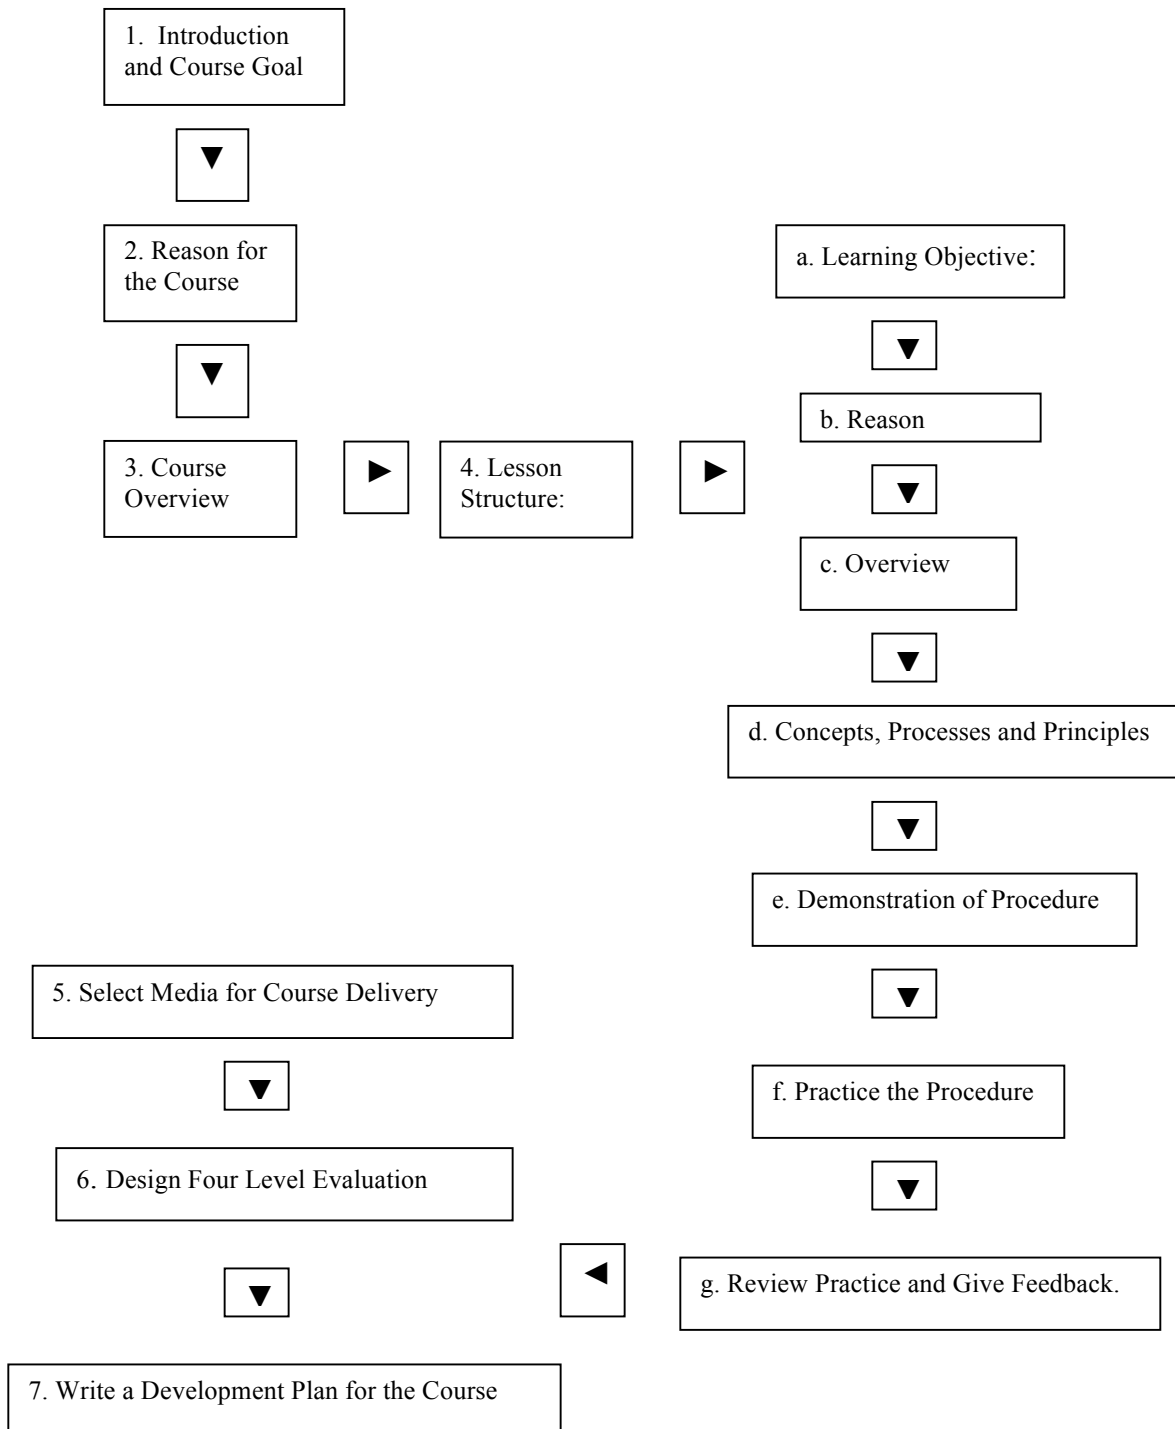 1.  Introduction
and Course Goal
2. Reason for
the Course
3. Course
Overview
4. Lesson
Structure:
a. Learning Objective:
b. Reason
c. Overview
d. Concepts, Processes and Principles
e. Demonstration of Procedure
f. Practice the Procedure
g. Review Practice and Give Feedback.
5. Select Media for Course Delivery
6. Design Four Level Evaluation
7. Write a Development Plan for the Course